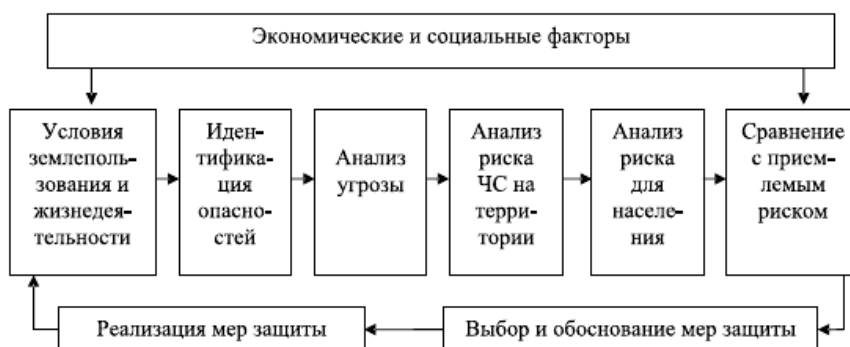 Экономические и социальные факторы
Условия
землеполь-
зования и
жизнедея-
тельности
Иден-
тифика-
ция
опасно-
стей
Анализ
угрозы
Анализ
риска
ЧС на
терри-
тории
Анализ
риска
для
населе-
ния
Сравнение
с прием-
лемым
риском
Реализация мер защиты
Выбор и обоснование мер защиты